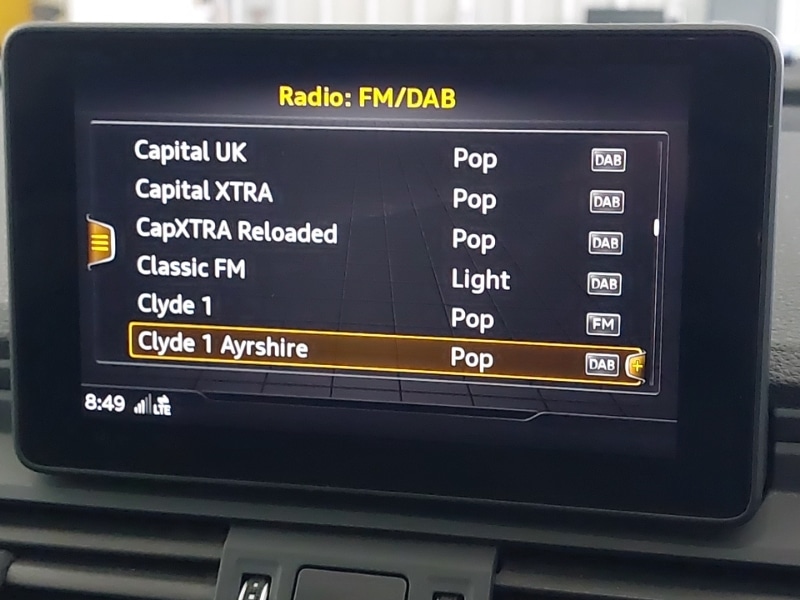 Radio: FM/DAB
Capital UK Pop DAB
Capital XTRA Pop DAB
CapXTRA Reloaded Pop DAB
Classic FM Light DAB
Clyde 1 Pop FM
Clyde 1 Ayrshire Pop DAB +
8:49 LTE